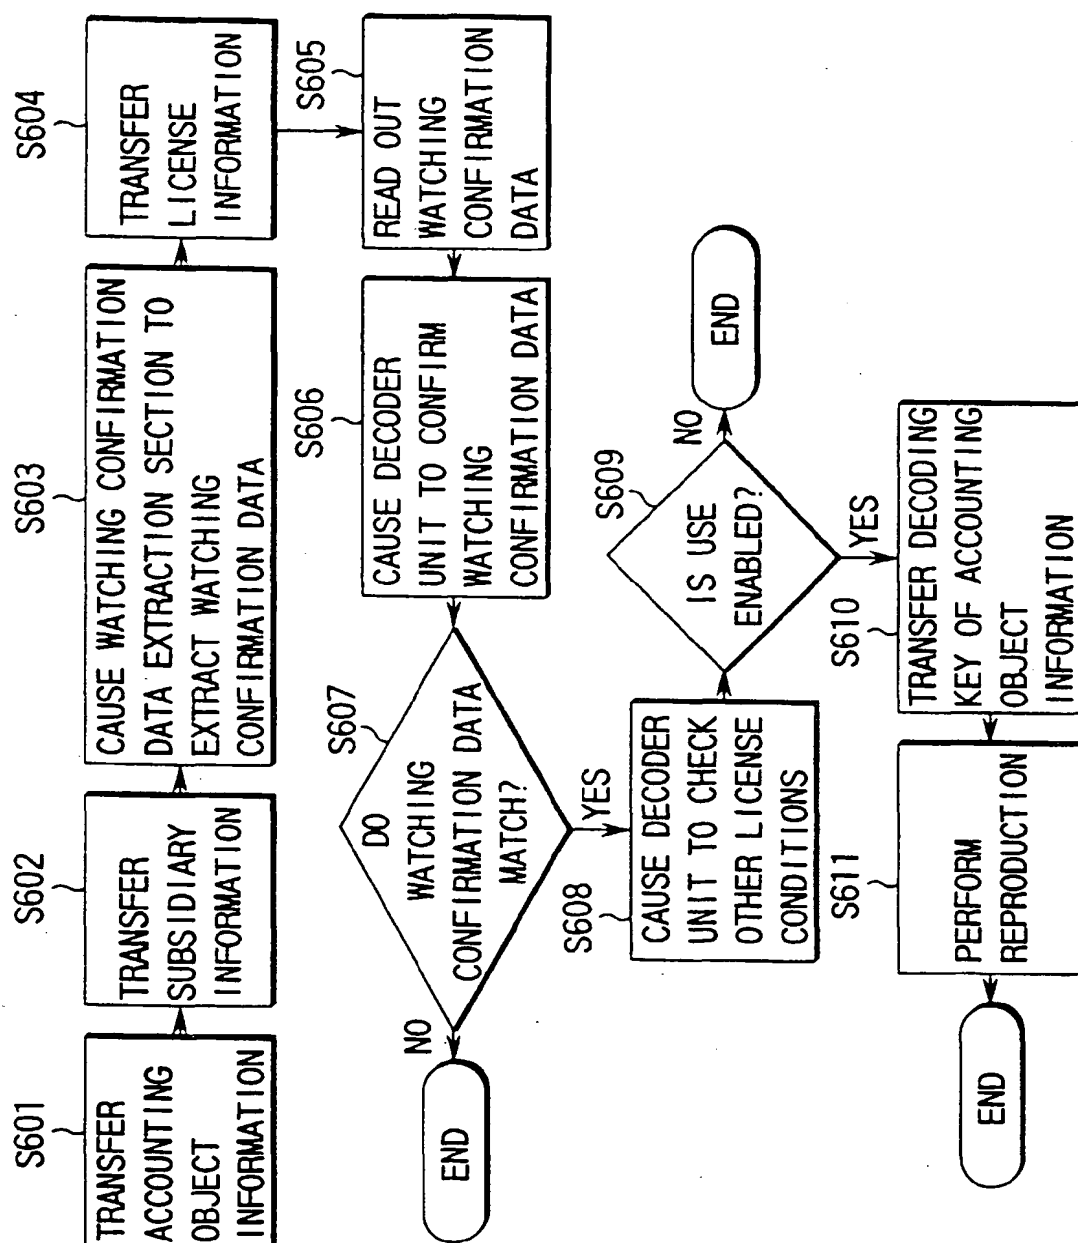 S601
TRANSFER
ACCOUNTING
OBJECT
INFORMATION
S602
TRANSFER
SUBSIDIARY
INFORMATION
S603
CAUSE WATCHING CONFIRMATION
DATA EXTRACTION SECTION TO
EXTRACT WATCHING
CONFIRMATION DATA
S604
TRANSFER
LICENSE
INFORMATION
S605
READ OUT
WATCHING
CONFIRMATION
DATA
S606
CAUSE DECODER
UNIT TO CONFIRM
WATCHING
CONFIRMATION DATA
S607
DO
WATCHING
CONFIRMATION DATA
MATCH?
NO
END
YES
S608
CAUSE DECODER
UNIT TO CHECK
OTHER LICENSE
CONDITIONS
S609
IS USE
ENABLED?
NO
END
YES
S610
TRANSFER DECODING
KEY OF ACCOUNTING
OBJECT
INFORMATION
S611
PERFORM
REPRODUCTION
END